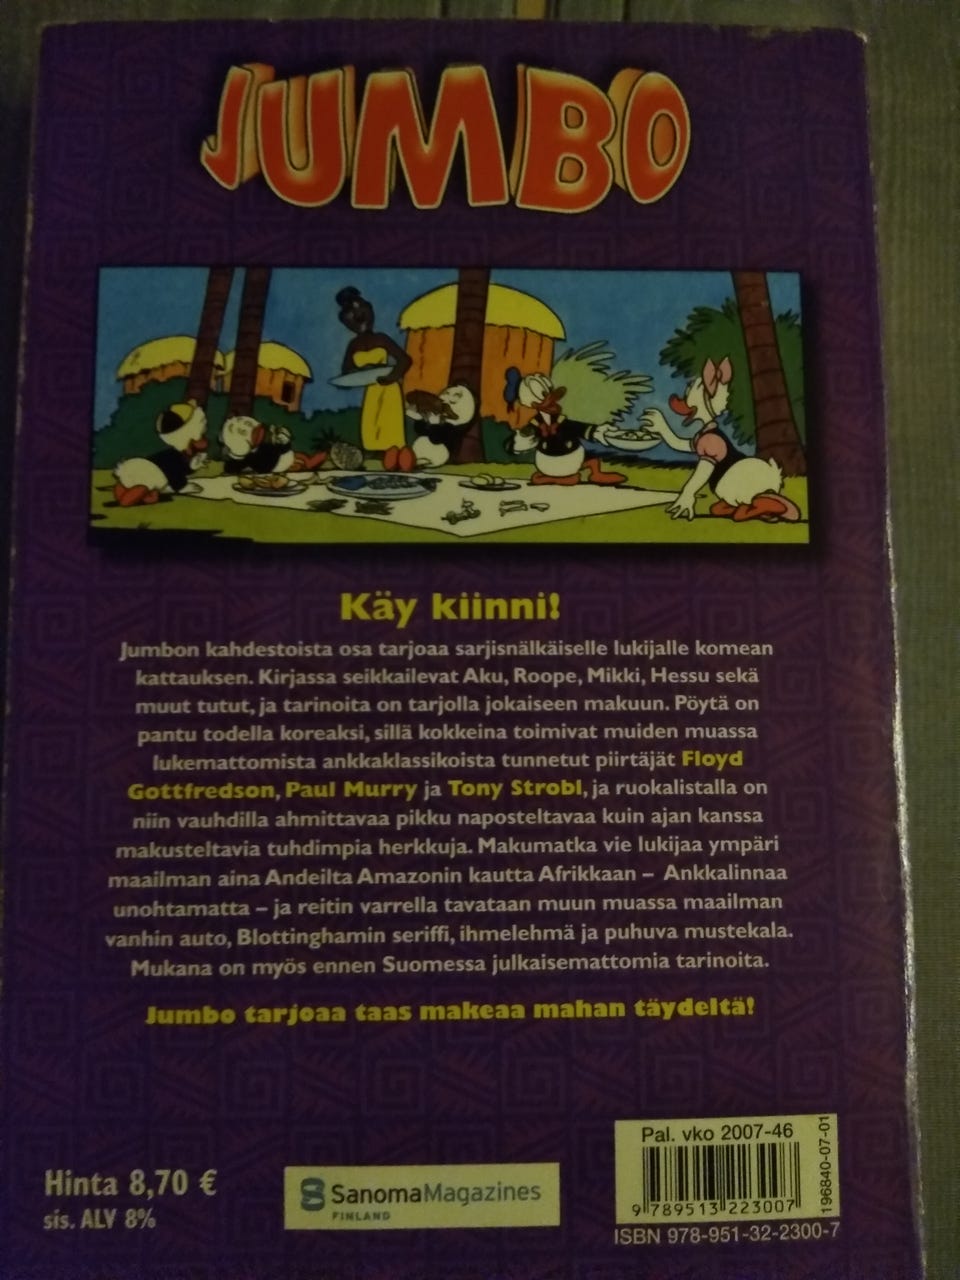 JUMBO
Käy kiinni!
Jumbon kahdestoista osa tarjoaa sarjisnälkäiselle lukijalle komean
kattauksen. Kirjassa seikkailevat Aku, Roope, Mikki, Hessu sekä
muut tutut, ja tarinoita on tarjolla jokaiseen makuun. Pöytä on
pantu todella koreaksi, sillä kokkeina toimivat muiden muassa
lukemattomista ankkaklassikoista tunnetut piirtäjät Floyd
Gottfredson, Paul Murry ja Tony Strobl, ja ruokalistalla on
niin vauhdilla ahmittavaa pikku naposteltavaa kuin ajan kanssa
makusteltavia tuhdimpia herkkuja. Makumatka vie lukijaa ympäri
maailman aina Andeilta Amazonin kautta Afrikkaan – Ankkalinnaa
unohtamatta – ja reitin varrella tavataan muun muassa maailman
vanhin auto, Blottinghamin seriffi, ihmelehmä ja puhuva mustekala.
Mukana on myös ennen Suomessa julkaisemattomia tarinoita.
Jumbo tarjoaa taas makeaa mahan täydeltä!
Hinta 8,70 €
sis. ALV 8%
SanomaMagazines
FINLAND
Pal. vko 2007-46
196840-07-01
9 789513 223007
ISBN 978-951-32-2300-7